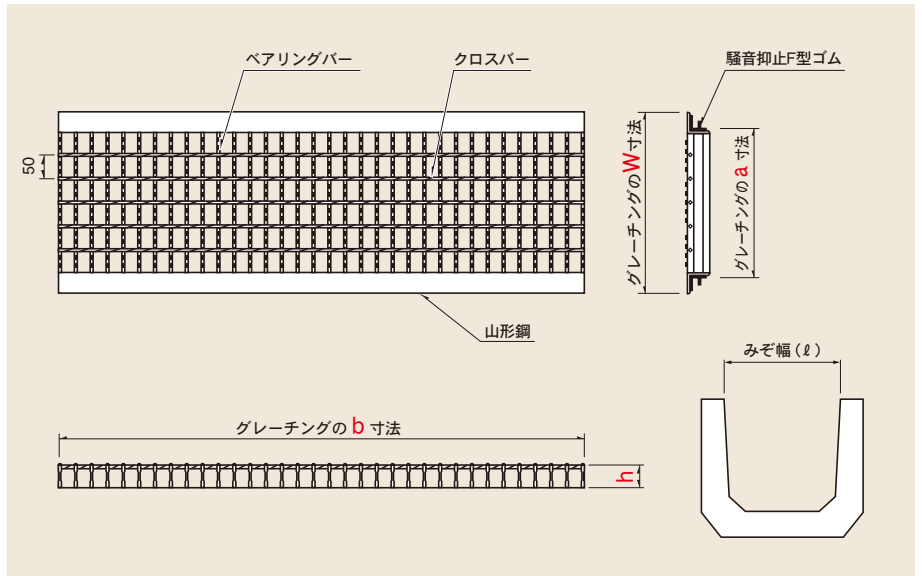 ベアリングバー
クロスバー
騒音抑止F型ゴム
50
グレーチングのW寸法
グレーチングのa寸法
山形鋼
みぞ幅(ℓ)
グレーチングのb寸法
h